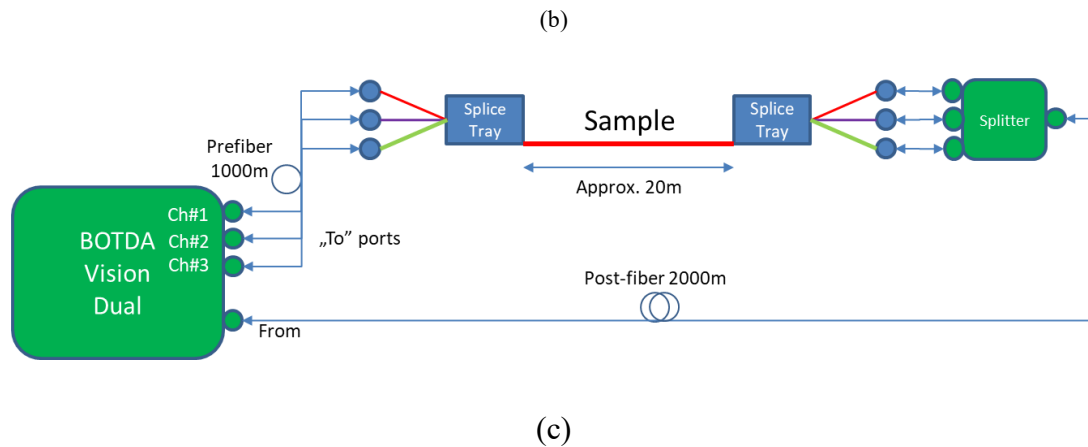 (b)
Splice
Tray
Sample
Splice
Tray
Splitter
Approx. 20m
Prefiber
1000m
Ch#1
Ch#2
Ch#3
BOTDA
Vision
Dual
„To” ports
Post-fiber 2000m
From
(c)